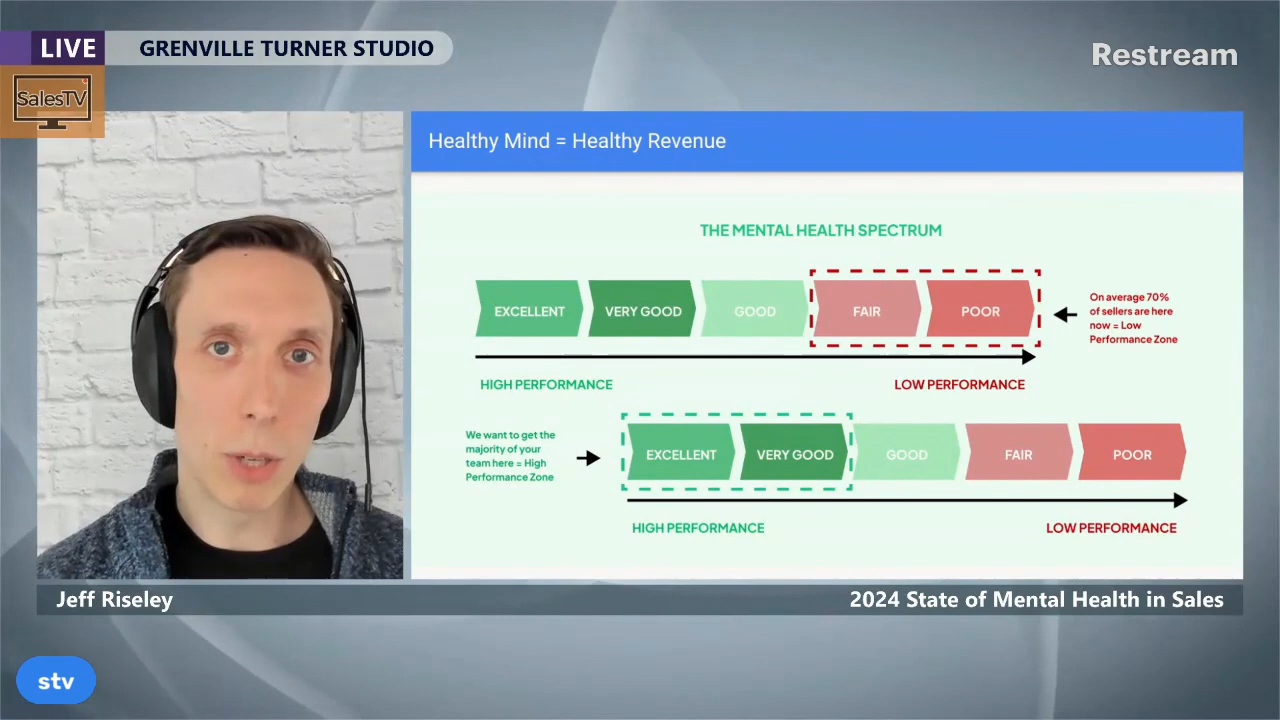 LIVE
GRENVILLE TURNER STUDIO
Restream
SalesTV
Healthy Mind = Healthy Revenue
THE MENTAL HEALTH SPECTRUM
EXCELLENT
VERY GOOD
GOOD
FAIR
POOR
On average 70%
of sellers are here
now = Low
Performance Zone
HIGH PERFORMANCE
LOW PERFORMANCE
We want to get the
majority of your
team here = High
Performance Zone
EXCELLENT
VERY GOOD
GOOD
FAIR
POOR
HIGH PERFORMANCE
LOW PERFORMANCE
Jeff Riseley
2024 State of Mental Health in Sales
stv